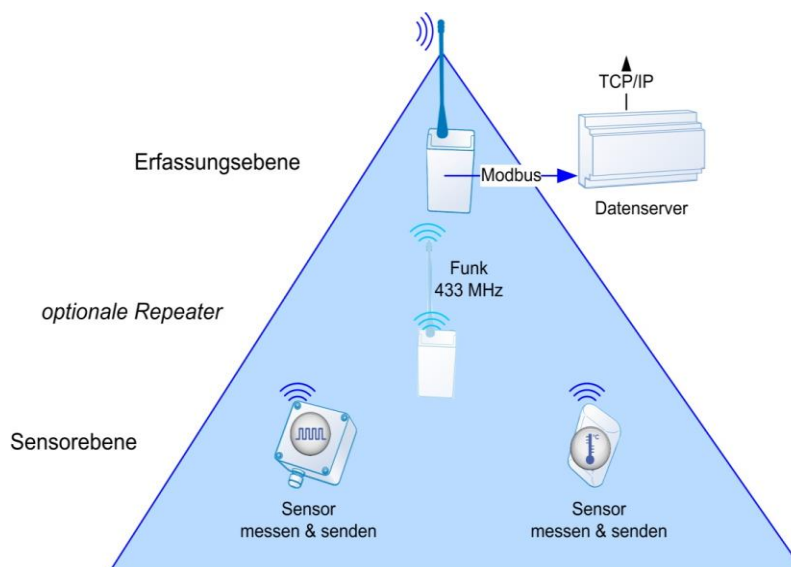 TCP/IP
Erfassungsebene
Modbus
Datenserver
Funk
433 MHz
optionale Repeater
°C
Sensorebene
Sensor
messen & senden
Sensor
messen & senden